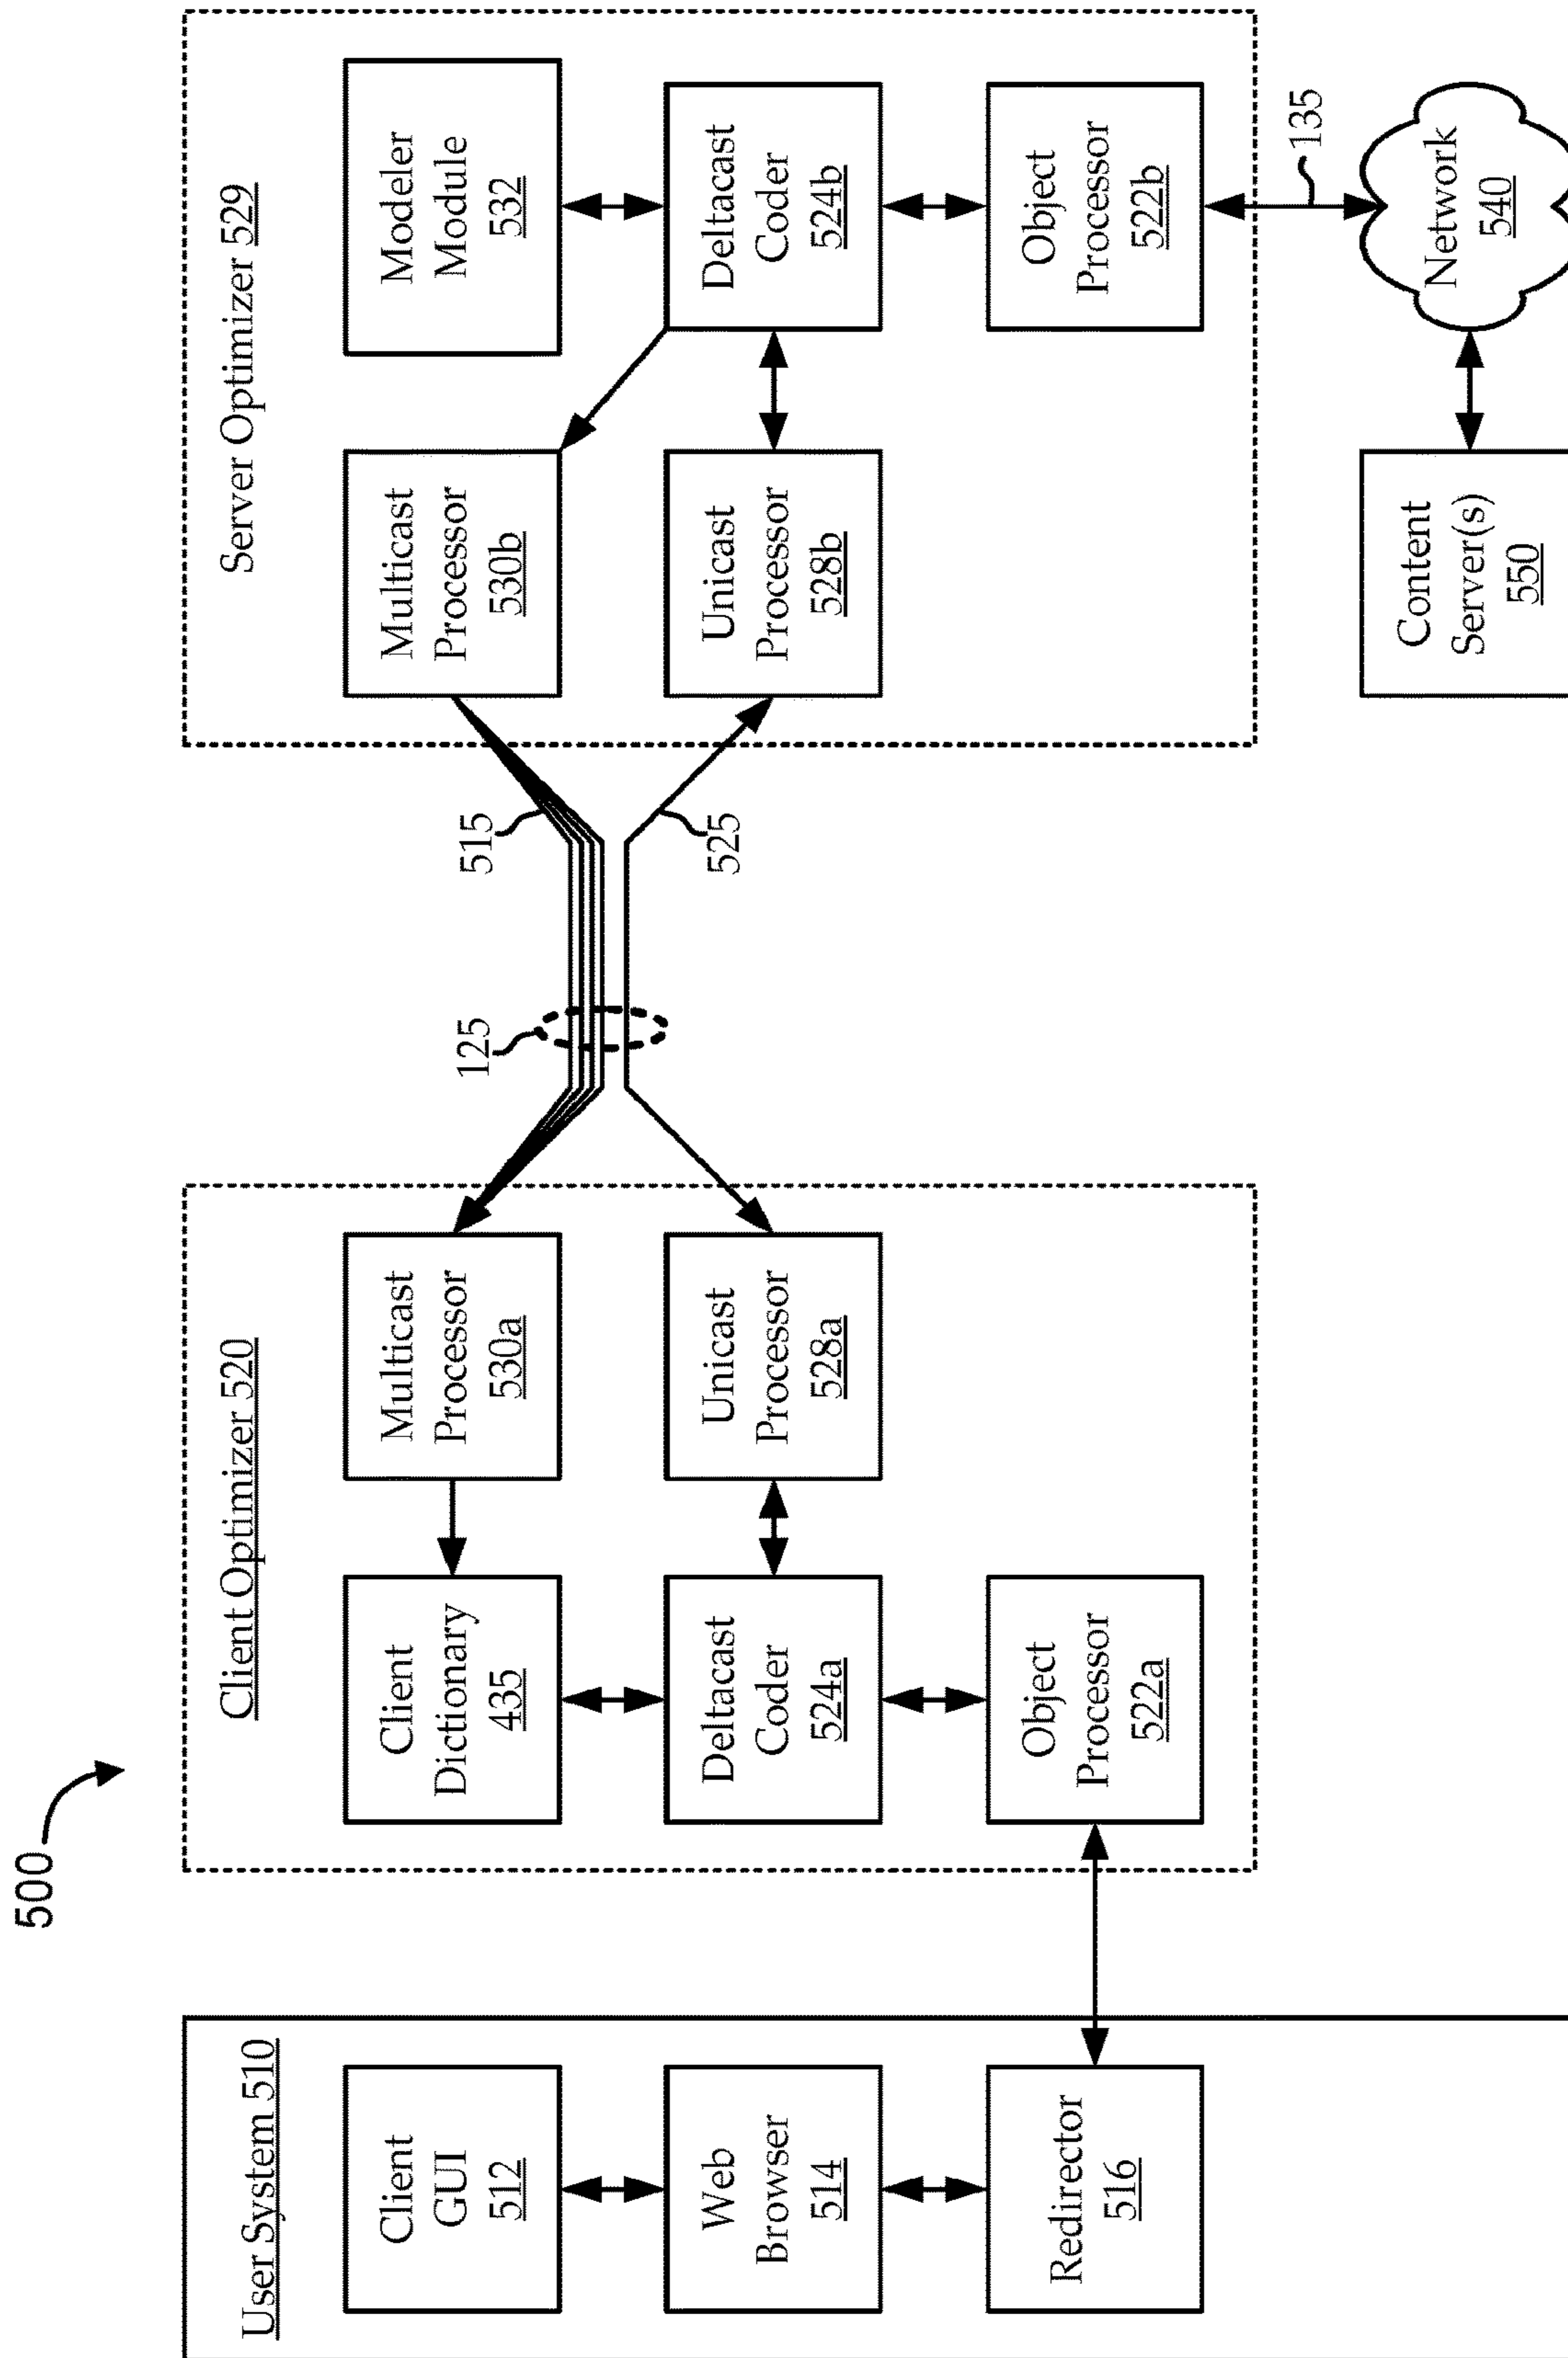 500
User System 510
Client
GUI
512
Web
Browser
514
Redirector
516
Client Optimizer 520
Client
Dictionary
435
Multicast
Processor
530a
Deltacast
Coder
524a
Unicast
Processor
528a
Object
Processor
522a
125
515
525
Server Optimizer 529
Multicast
Processor
530b
Modeler
Module
532
Unicast
Processor
528b
Deltacast
Coder
524b
Object
Processor
522b
135
Content
Server(s)
550
Network
540